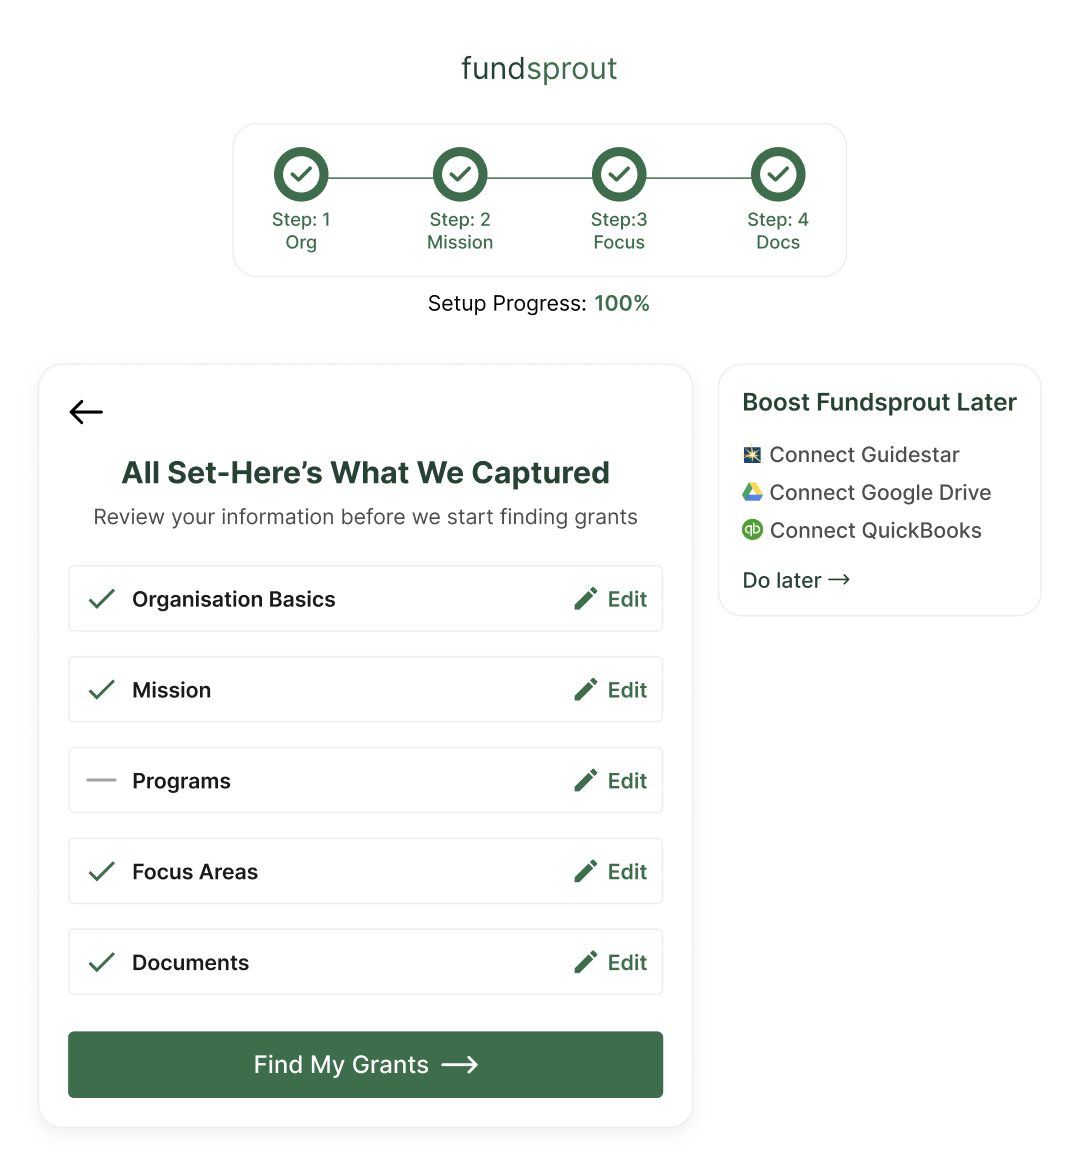 fundsprout
Step: 1
Org
Step: 2
Mission
Step:3
Focus
Step: 4
Docs
Setup Progress: 100%
All Set-Here’s What We Captured
Review your information before we start finding grants
Organisation Basics
Edit
Mission
Edit
Programs
Edit
Focus Areas
Edit
Documents
Edit
Find My Grants
Boost Fundsprout Later
Connect Guidestar
Connect Google Drive
qb Connect QuickBooks
Do later